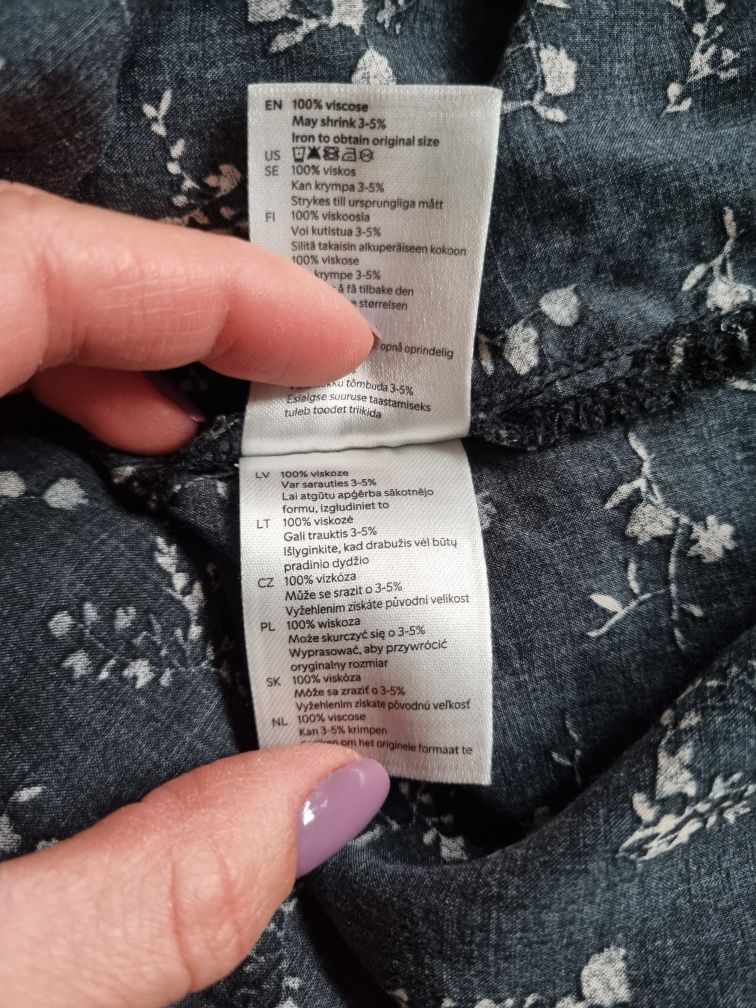 EN 100% viscose
May shrink 3-5%
Iron to obtain original size
US
SE 100% viskos
Kan krympa 3-5%
Strykes till ursprungliga mått
FI 100% viskoosia
Voi kutistua 3-5%
Silitä takaisin alkuperäiseen kokoon
100% viskose
krympe 3-5%
å få tilbake den
størrelsen
opnå oprindelig
tõmbuda 3-5%
Esialgse suuruse taastamiseks
tuleb toodet triikida
LV 100% viskoze
Var sarauties 3-5%
Lai atgūtu apģērba sākotnējo
formu, izgludiniet to
LT 100% viskozė
Gali trauktis 3-5%
Išlyginkite, kad drabužis vėl būtų
pradinio dydžio
CZ 100% vizkóza
Může se srazit o 3-5%
Vyžehlením získáte původní velikost
PL 100% wiskoza
Może skurczyć się o 3-5%
Wyprasować, aby przywrócić
oryginalny rozmiar
SK 100% viskóza
Môže sa zraziť o 3-5%
Vyžehlením získate pôvodnú veľkosť
NL 100% viscose
Kan 3-5% krimpen
om het originele formaat te